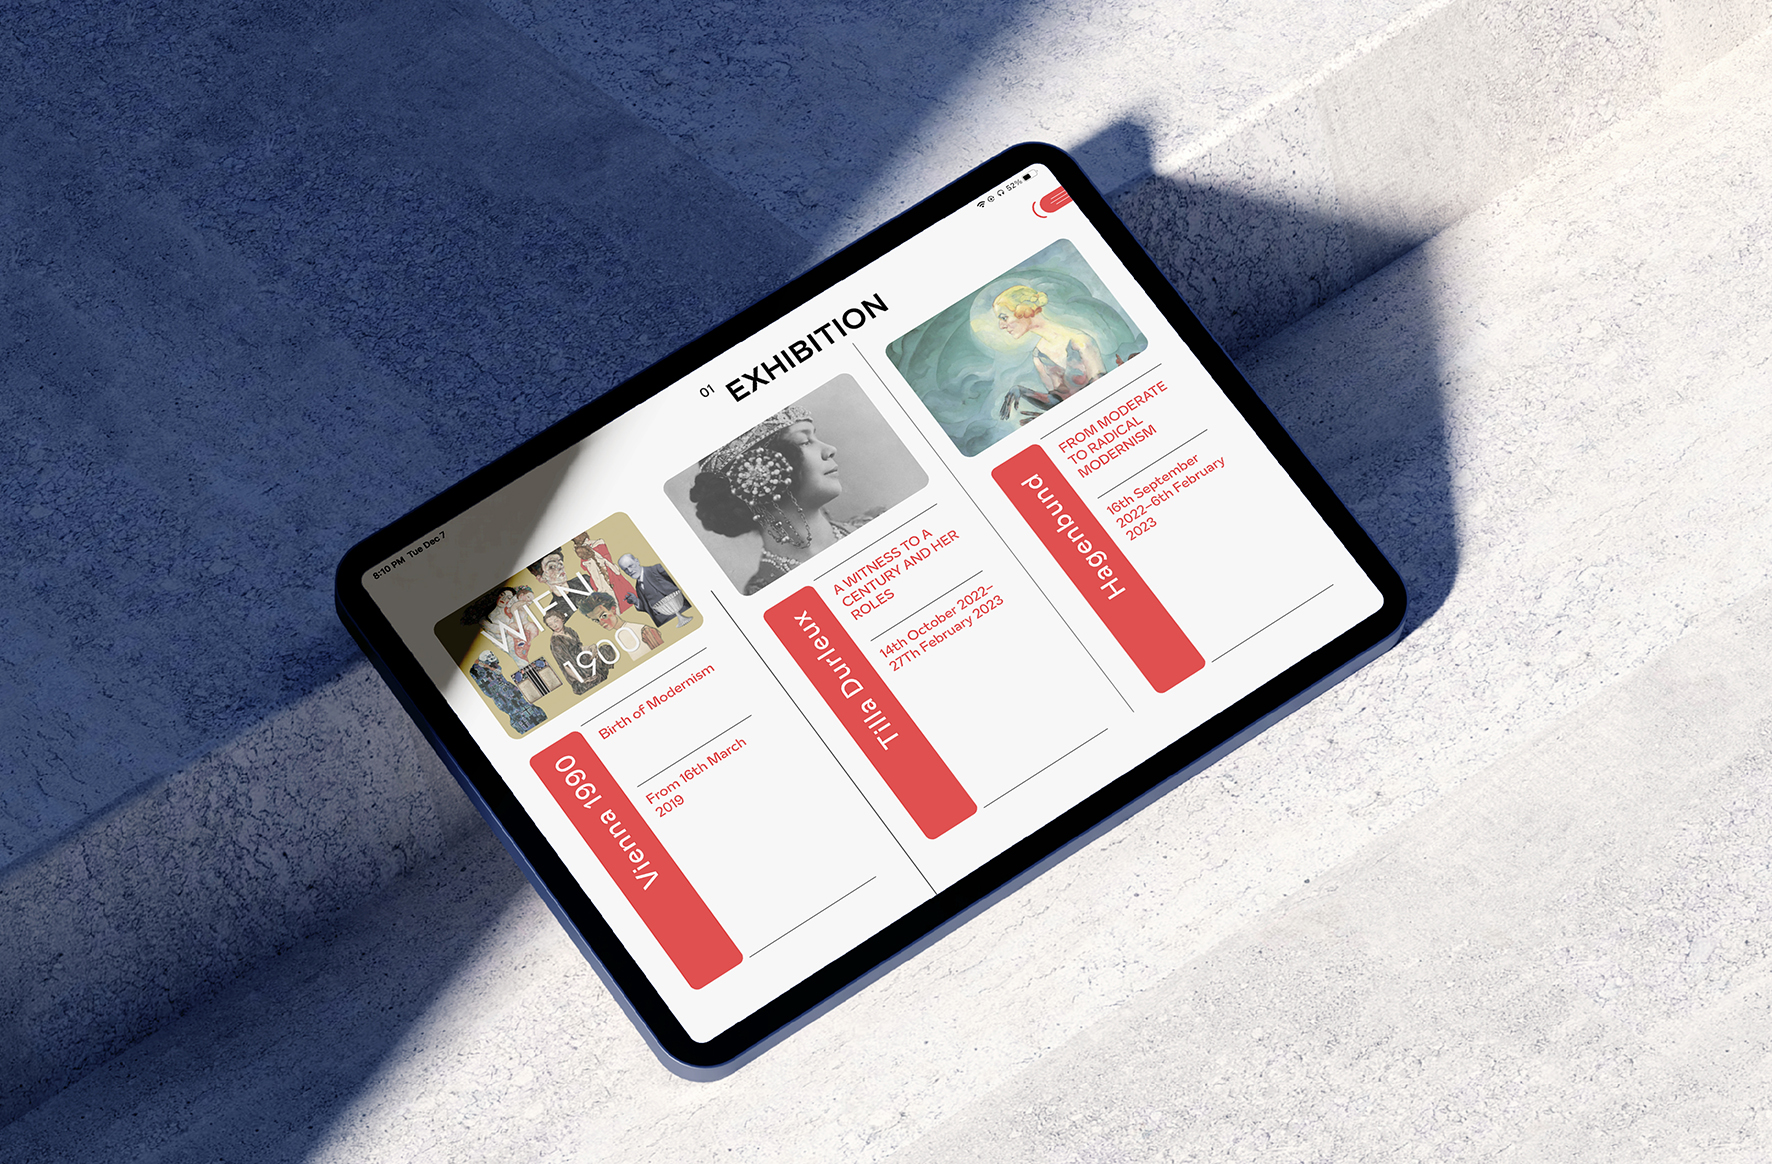 8:10 PM Tue Dec 7
52%
01 EXHIBITION
WIEN
1900
Birth of Modernism
From 16th March
2019
Vienna 1990
A WITNESS TO A
CENTURY AND HER
ROLES
14th October 2022–
27Th February 2023
Tilla Durleux
FROM MODERATE
TO RADICAL
MODERNISM
16th September
2022–6th February
2023
Hagenbund